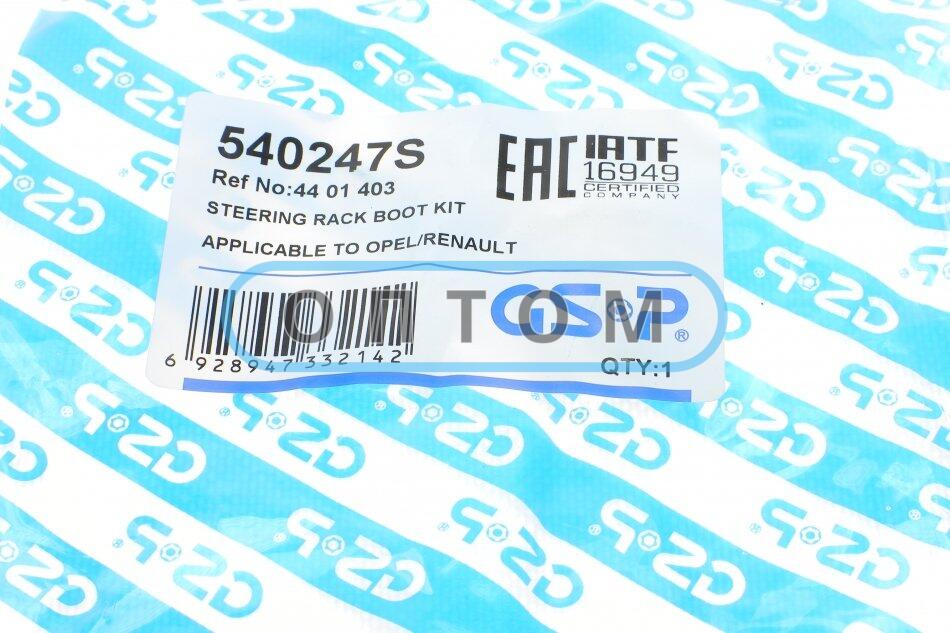 540247S
Ref No:44 01 403
STEERING RACK BOOT KIT
APPLICABLE TO OPEL/RENAULT
EAC
IATF
16949
CERTIFIED
COMPANY
ОПТОМ
GSP®
6 928947 332142
QTY:1